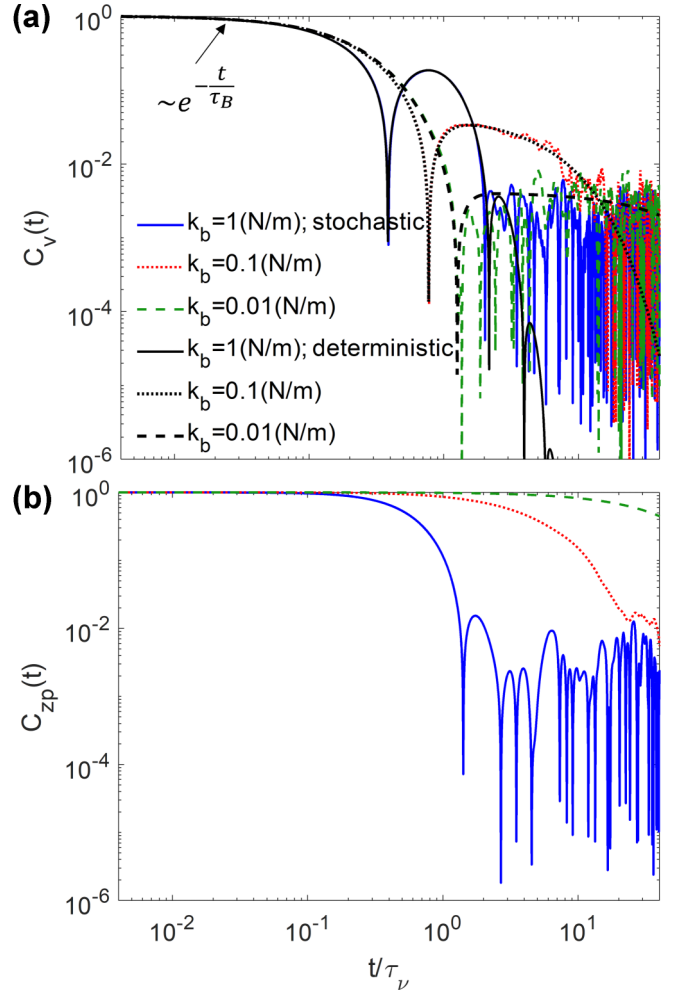 (a)
10^0
~e^{-t/τ_B}
10^{-2}
C_v(t)
k_b=1(N/m); stochastic
k_b=0.1(N/m)
k_b=0.01(N/m)
10^{-4}
k_b=1(N/m); deterministic
k_b=0.1(N/m)
k_b=0.01(N/m)
10^{-6}
(b)
10^0
10^{-2}
C_{zp}(t)
10^{-4}
10^{-6}
10^{-2} 10^{-1} 10^0 10^1
t/τ_ν